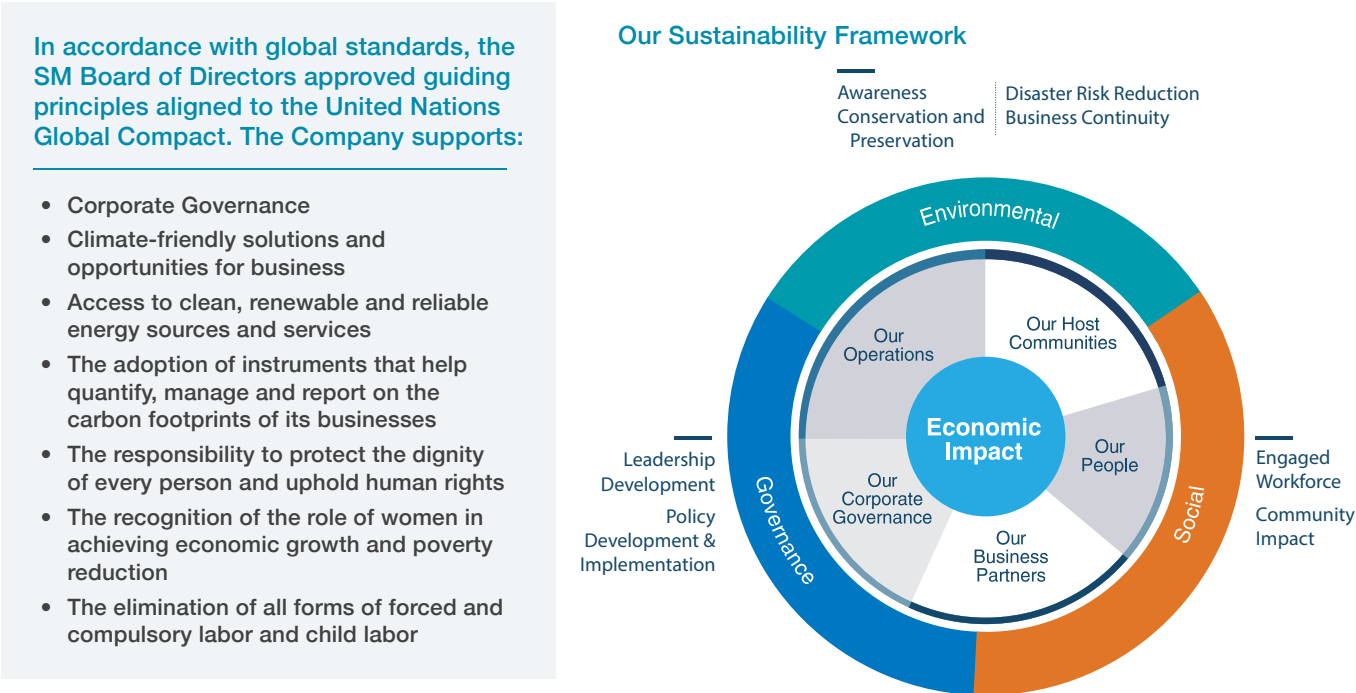 In accordance with global standards, the
SM Board of Directors approved guiding
principles aligned to the United Nations
Global Compact. The Company supports:
• Corporate Governance
• Climate-friendly solutions and
opportunities for business
• Access to clean, renewable and reliable
energy sources and services
• The adoption of instruments that help
quantify, manage and report on the
carbon footprints of its businesses
• The responsibility to protect the dignity
of every person and uphold human rights
• The recognition of the role of women in
achieving economic growth and poverty
reduction
• The elimination of all forms of forced and
compulsory labor and child labor
Our Sustainability Framework
Awareness
Conservation and
Preservation
Disaster Risk Reduction
Business Continuity
Environmental
Our
Operations
Our Host
Communities
Economic
Impact
Our
People
Our
Corporate
Governance
Our
Business
Partners
Governance
Social
Leadership
Development
Policy
Development &
Implementation
Engaged
Workforce
Community
Impact